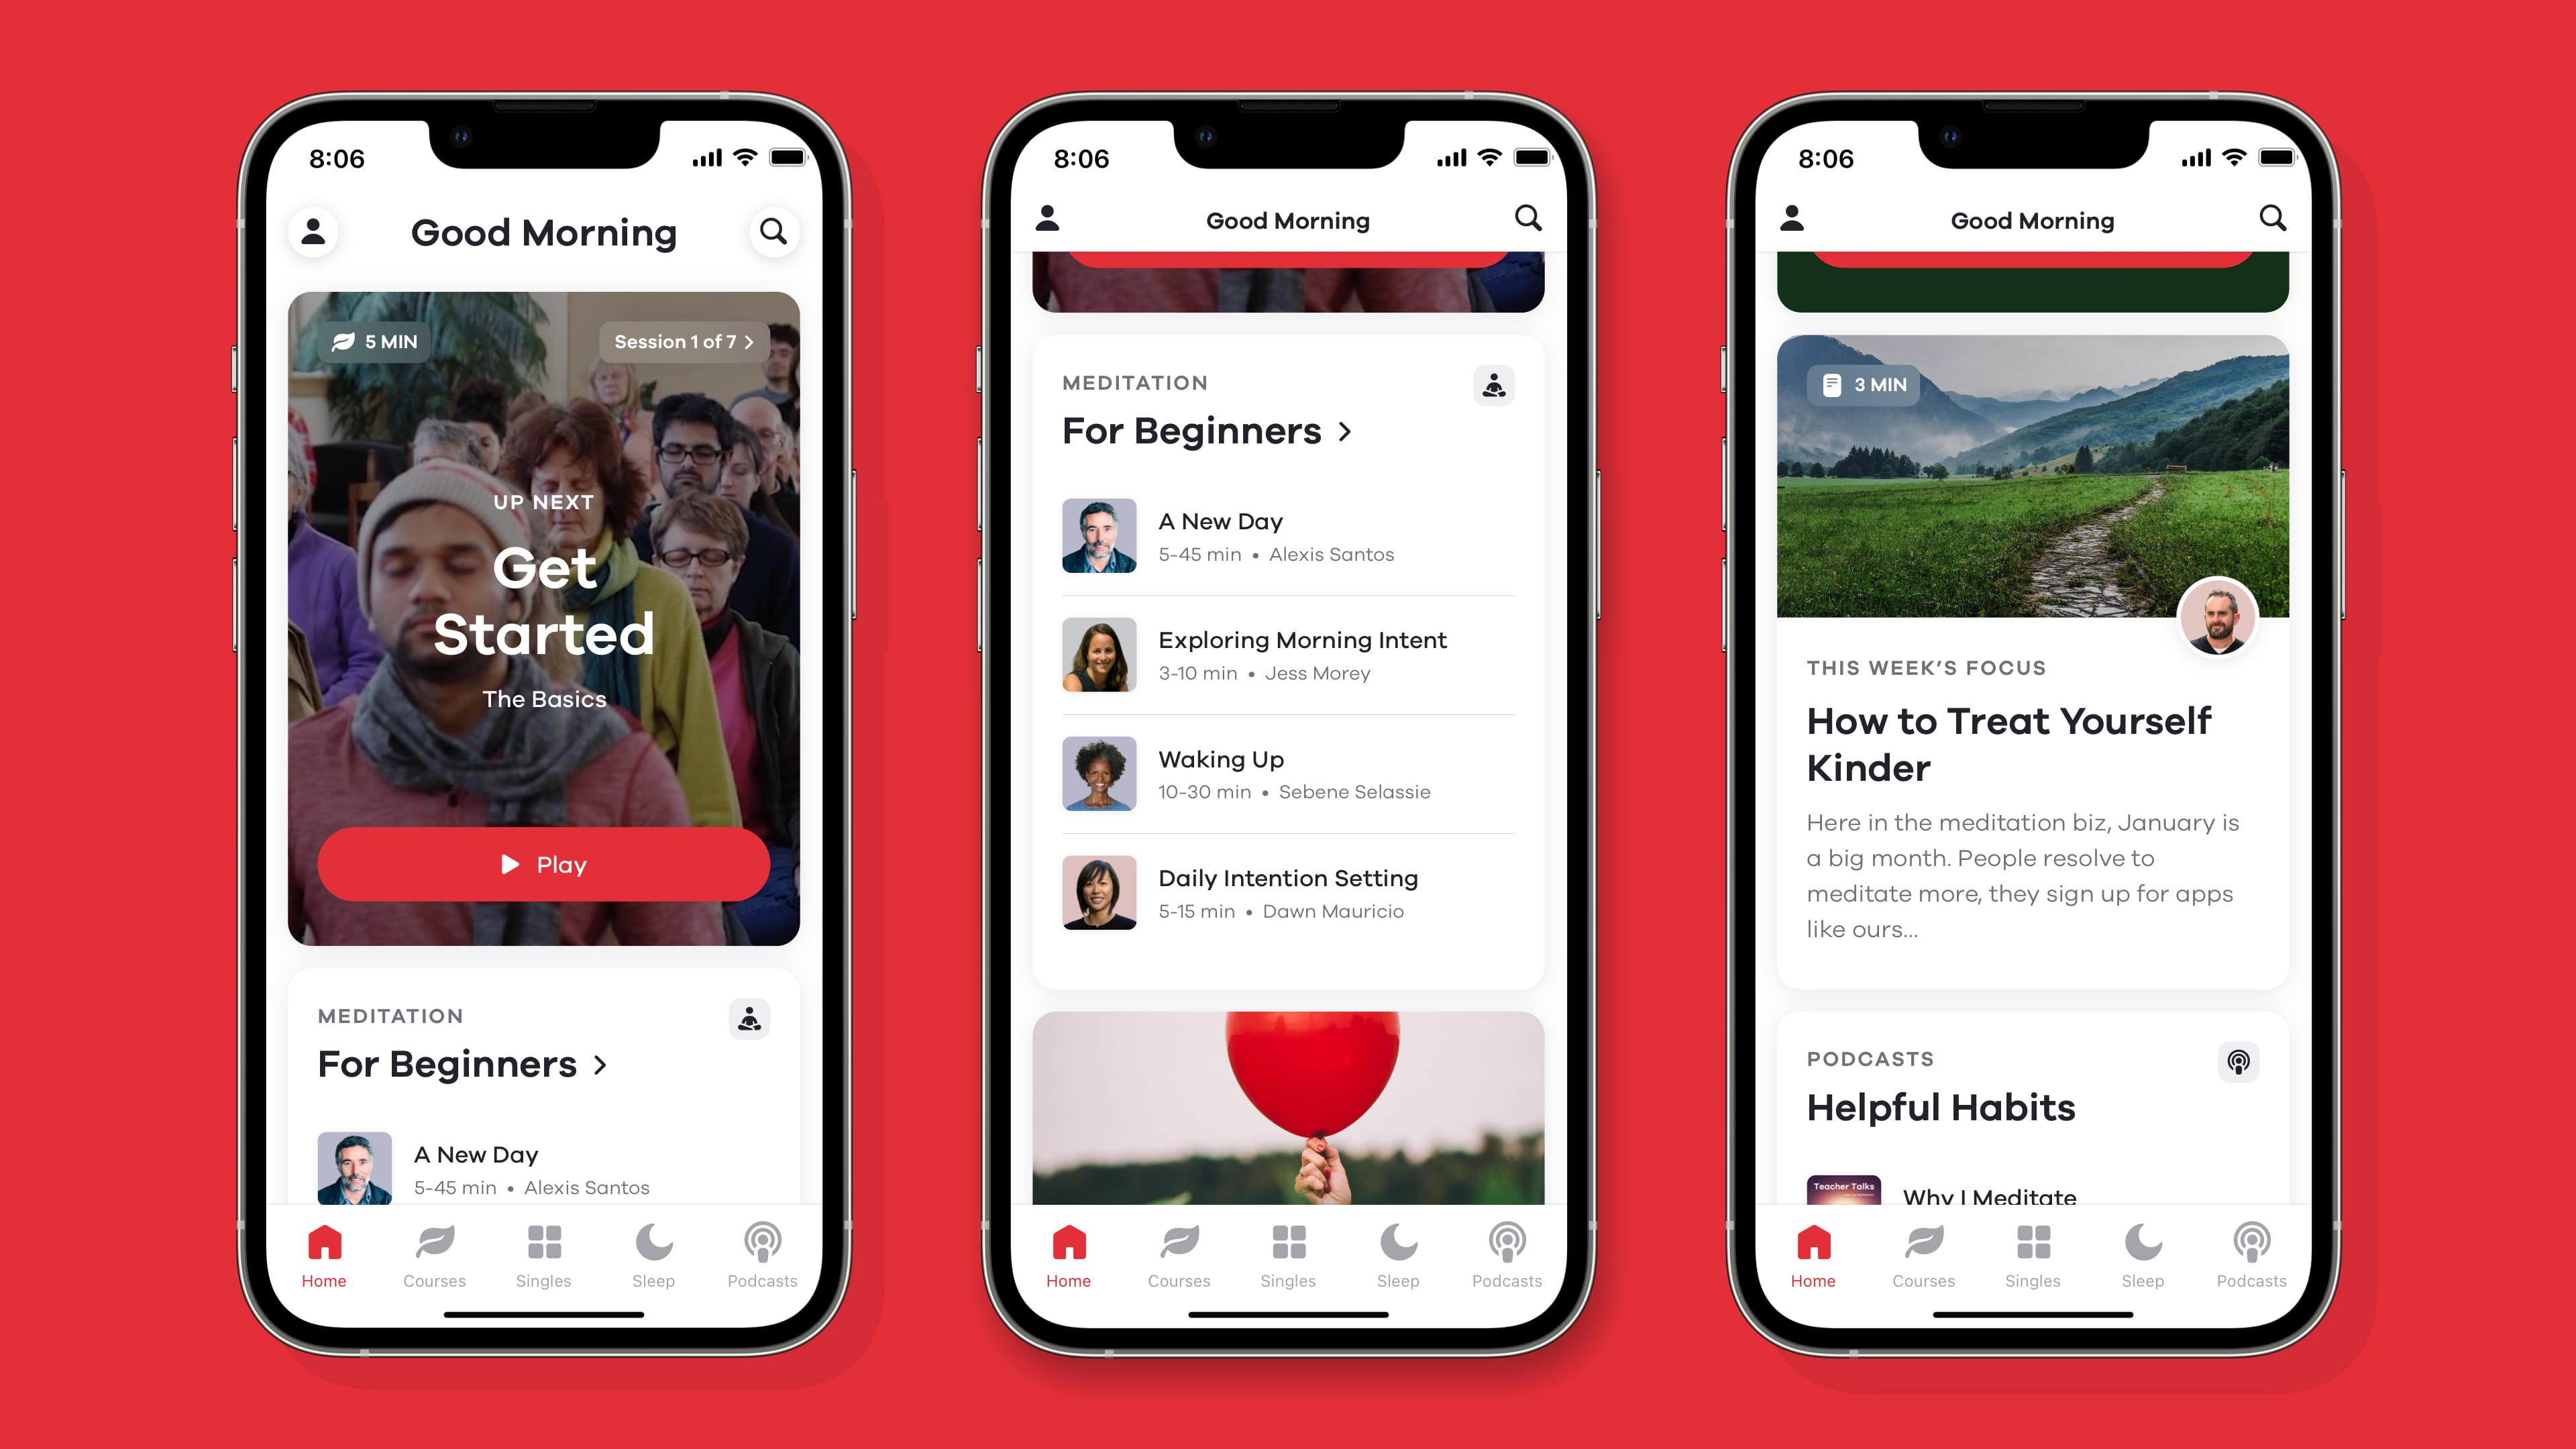 8:06
Good Morning
5 MIN
Session 1 of 7
UP NEXT
Get
Started
The Basics
Play
MEDITATION
For Beginners
A New Day
5-45 min • Alexis Santos
Home
Courses
Singles
Sleep
Podcasts
8:06
Good Morning
MEDITATION
For Beginners
A New Day
5-45 min • Alexis Santos
Exploring Morning Intent
3-10 min • Jess Morey
Waking Up
10-30 min • Sebene Selassie
Daily Intention Setting
5-15 min • Dawn Mauricio
Home
Courses
Singles
Sleep
Podcasts
8:06
Good Morning
3 MIN
THIS WEEK’S FOCUS
How to Treat Yourself
Kinder
Here in the meditation biz, January is
a big month. People resolve to
meditate more, they sign up for apps
like ours...
PODCASTS
Helpful Habits
Teacher Talks
Why I Meditate
Home
Courses
Singles
Sleep
Podcasts